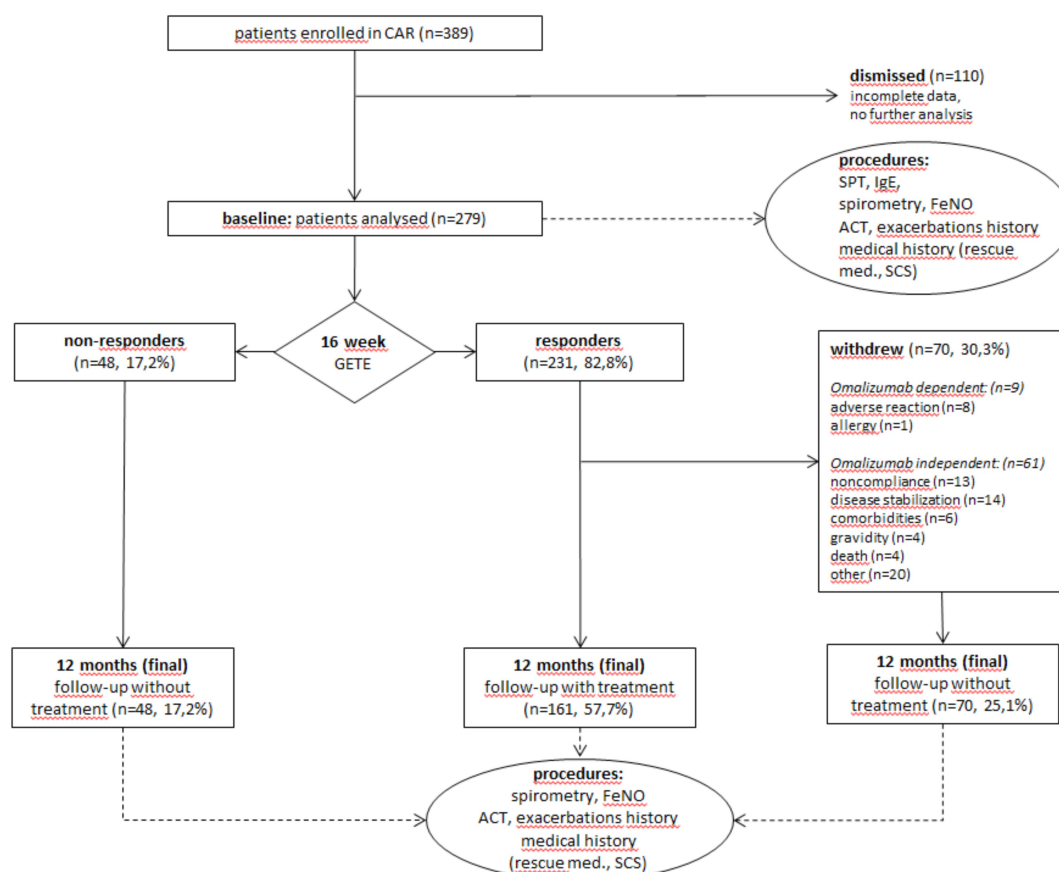 patients enrolled in CAR (n=389)
dismissed (n=110)
incomplete data,
no further analysis
procedures:
SPT, IgE,
spirometry, FeNO
ACT, exacerbations history
medical history (rescue
med., SCS)
baseline: patients analysed (n=279)
non-responders
(n=48, 17,2%)
16 week
GETE
responders
(n=231, 82,8%)
withdrew (n=70, 30,3%)
Omalizumab dependent: (n=9)
adverse reaction (n=8)
allergy (n=1)
Omalizumab independent: (n=61)
noncompliance (n=13)
disease stabilization (n=14)
comorbidities (n=6)
gravidity (n=4)
death (n=4)
other (n=20)
12 months (final)
follow-up without
treatment (n=48, 17,2%)
12 months (final)
follow-up with treatment
(n=161, 57,7%)
12 months (final)
follow-up without
treatment (n=70, 25,1%)
procedures:
spirometry, FeNO
ACT, exacerbations history
medical history
(rescue med., SCS)